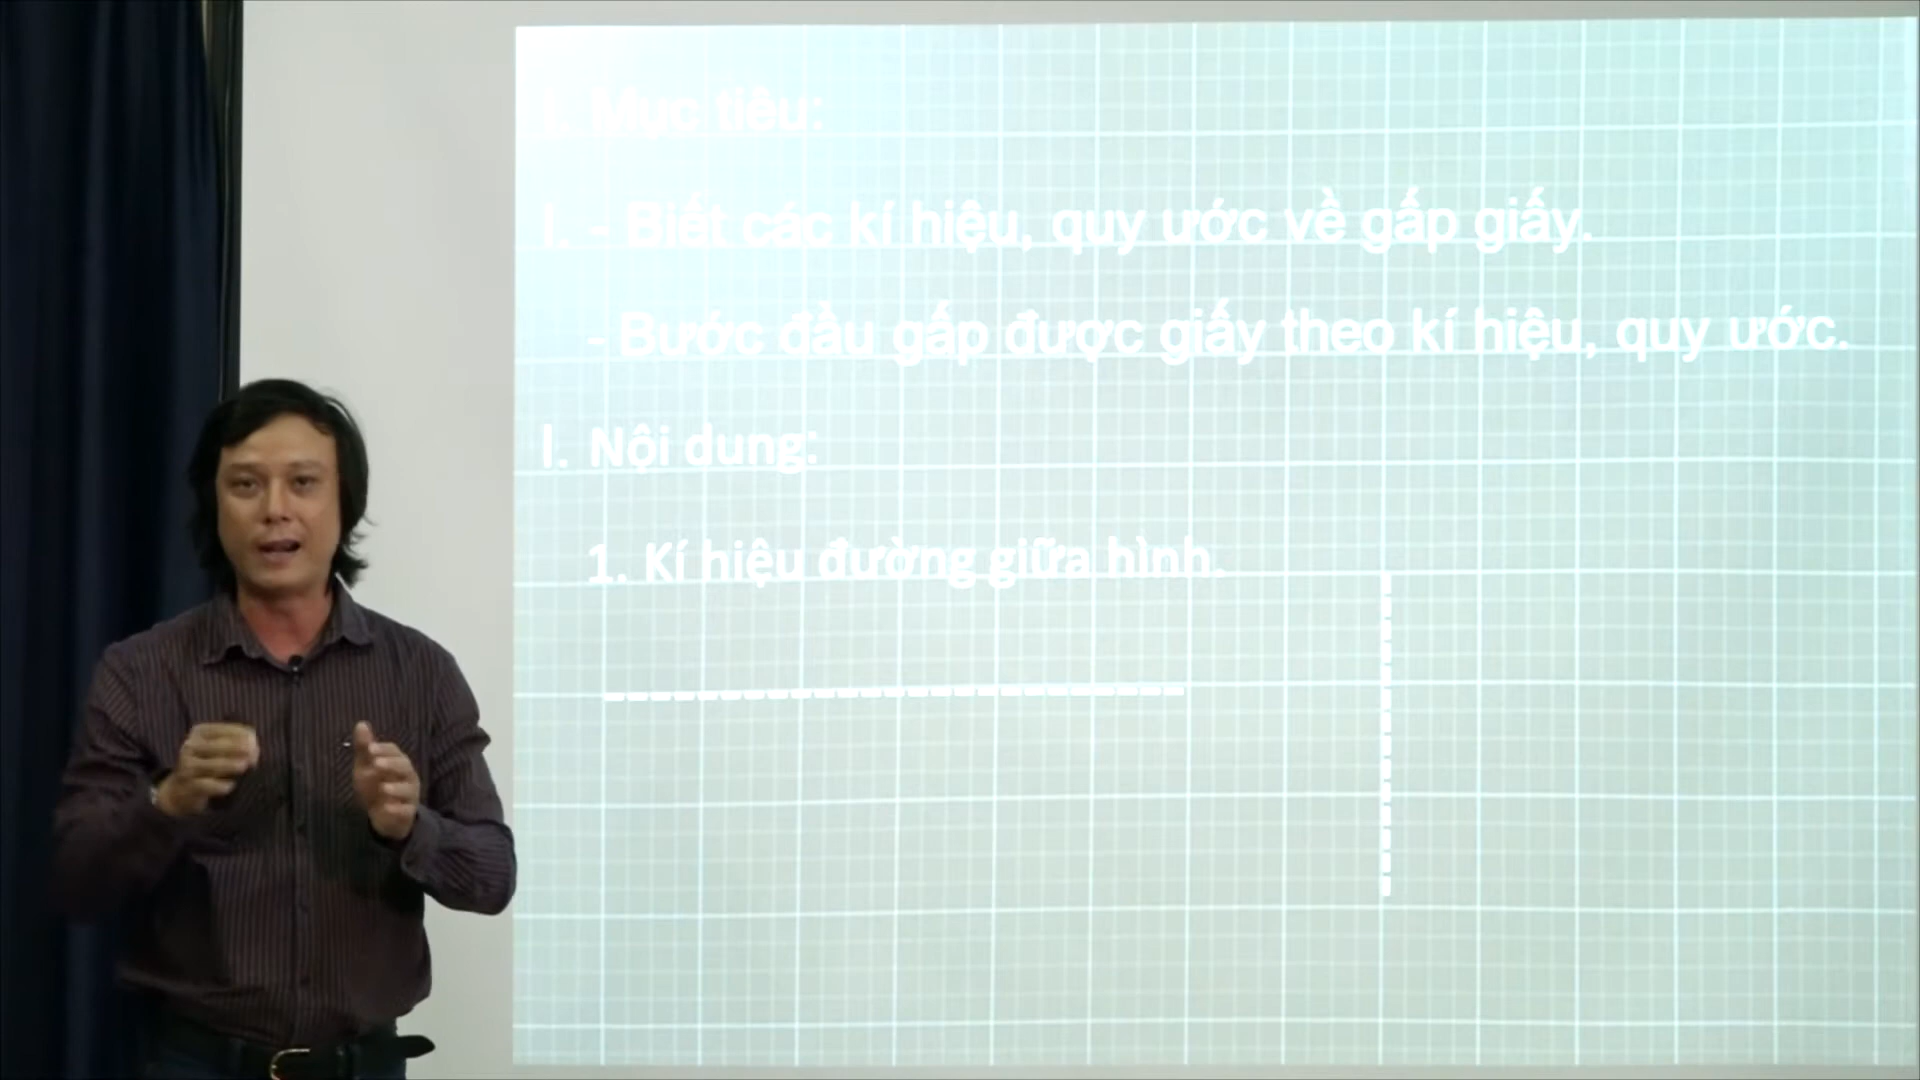 I. Mục tiêu:
I. - Biết các kí hiệu, quy ước về gấp giấy.
- Bước đầu gấp được giấy theo kí hiệu, quy ước.
I. Nội dung:
1. Kí hiệu đường giữa hình.